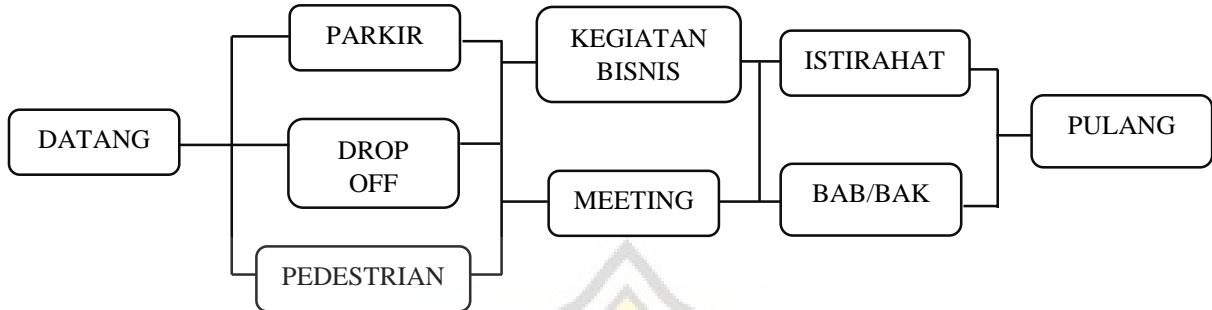 DATANG
PARKIR
DROP
OFF
PEDESTRIAN
KEGIATAN
BISNIS
MEETING
ISTIRAHAT
BAB/BAK
PULANG